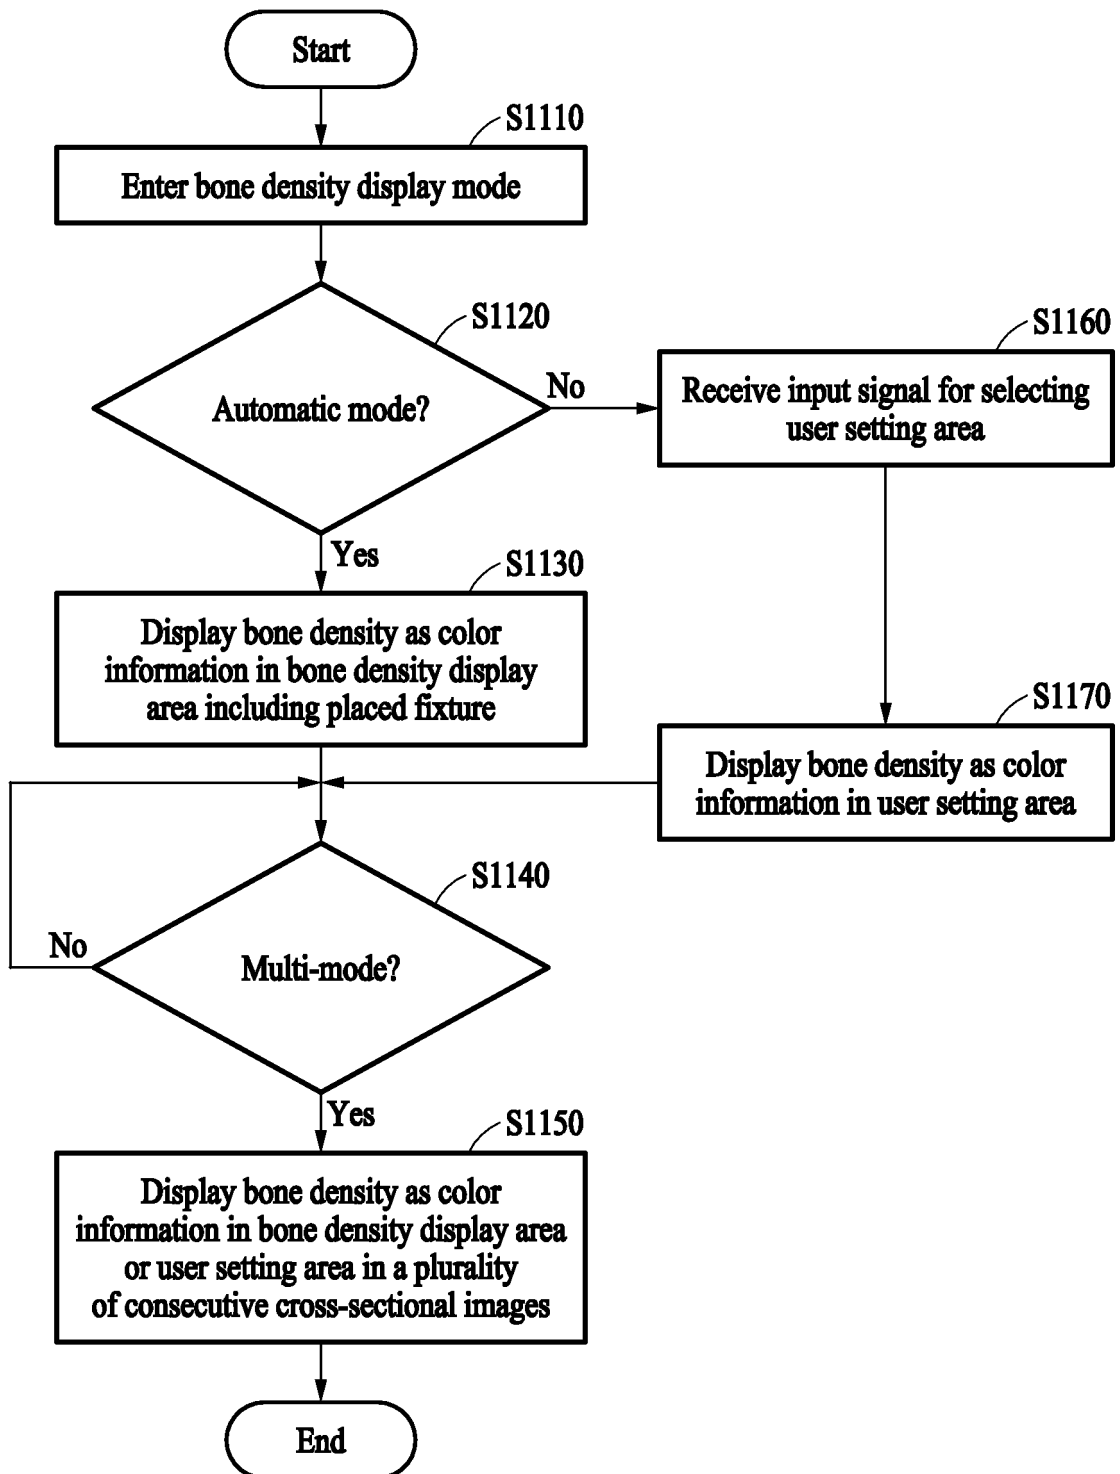 Start
S1110
Enter bone density display mode
S1120
Automatic mode?
No
S1160
Receive input signal for selecting
user setting area
Yes
S1130
Display bone density as color
information in bone density display
area including placed fixture
S1170
Display bone density as color
information in user setting area
S1140
Multi-mode?
No
Yes
S1150
Display bone density as color
information in bone density display area
or user setting area in a plurality
of consecutive cross-sectional images
End